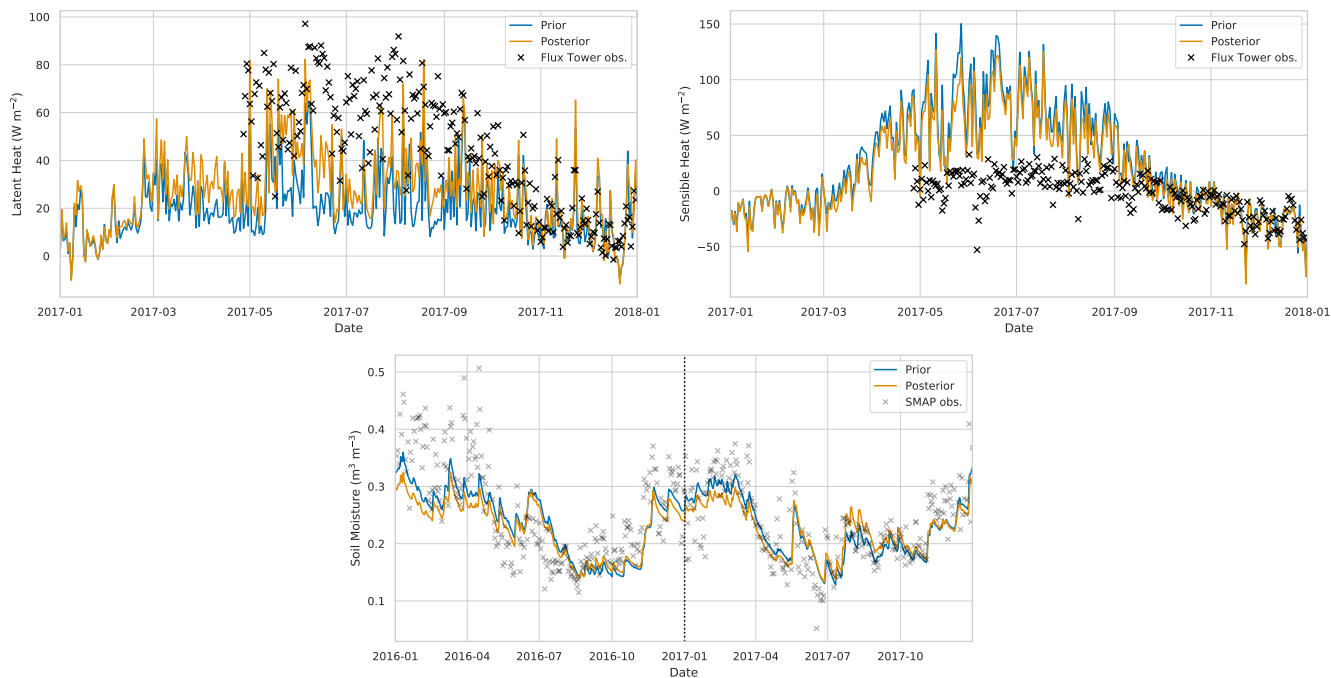 100
80
60
40
20
0
Latent Heat (W m⁻²)
Prior
Posterior
Flux Tower obs.
2017-01 2017-03 2017-05 2017-07 2017-09 2017-11 2018-01
Date
150
100
50
0
−50
Sensible Heat (W m⁻²)
Prior
Posterior
Flux Tower obs.
2017-01 2017-03 2017-05 2017-07 2017-09 2017-11 2018-01
Date
0.5
0.4
0.3
0.2
0.1
Soil Moisture (m³ m⁻³)
Prior
Posterior
SMAP obs.
2016-01 2016-04 2016-07 2016-10 2017-01 2017-04 2017-07 2017-10
Date